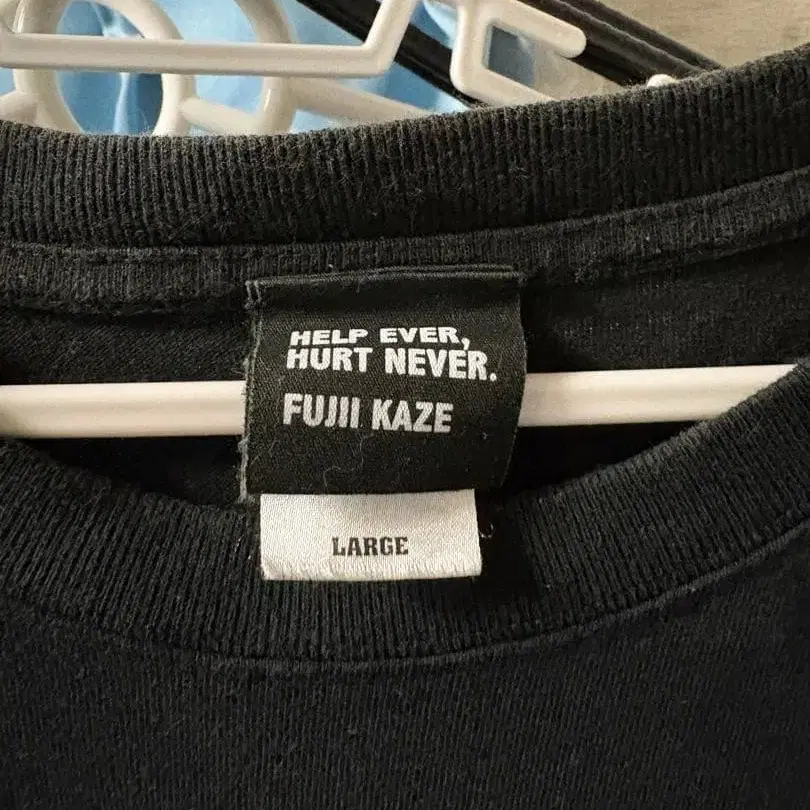 HELP EVER,
HURT NEVER.
FUJII KAZE
LARGE